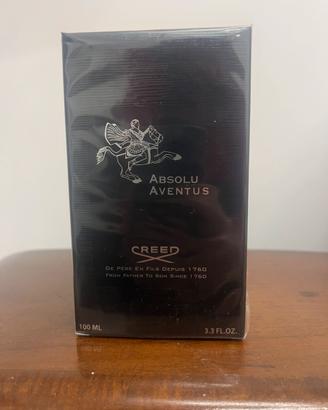 ABSOLU
AVENTUS
CREED
DE PÈRE EN FILS DEPUIS 1760
FROM FATHER TO SON SINCE 1760
100 ML
3.3 FL.OZ.